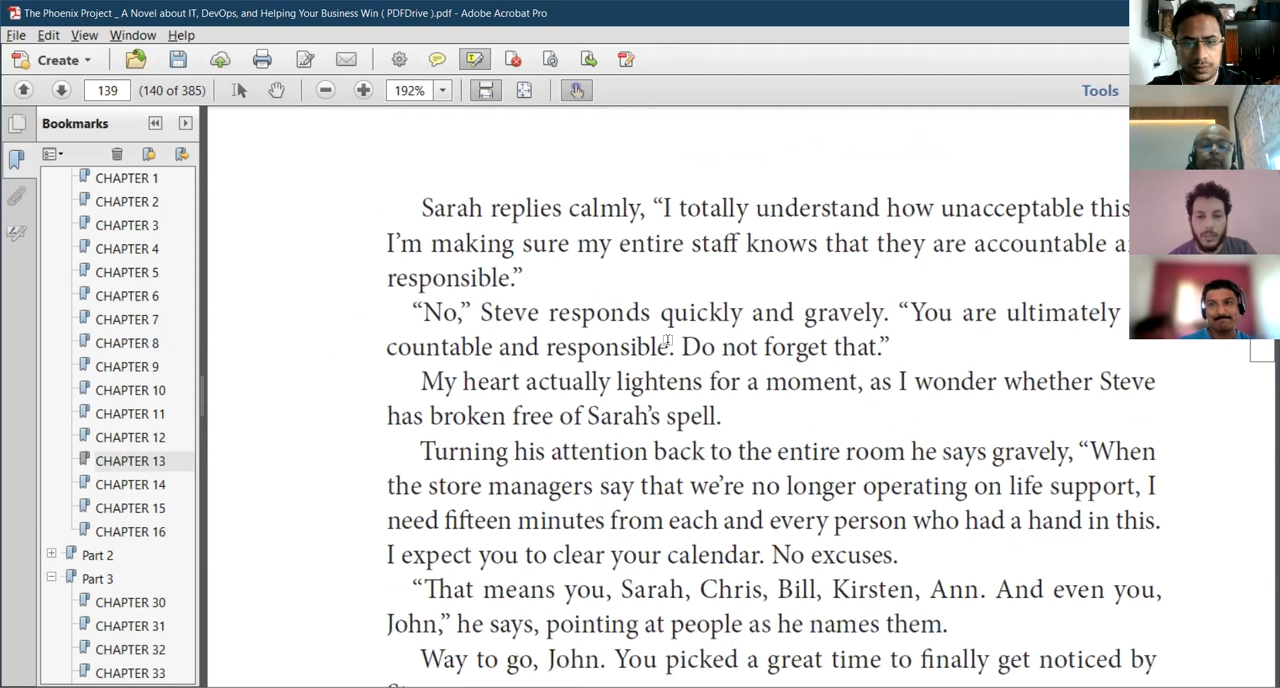 The Phoenix Project _ A Novel about IT, DevOps, and Helping Your Business Win ( PDFDrive ).pdf - Adobe Acrobat Pro
File Edit View Window Help
Create
139 (140 of 385) 192% Tools
Bookmarks
CHAPTER 1
CHAPTER 2
CHAPTER 3
CHAPTER 4
CHAPTER 5
CHAPTER 6
CHAPTER 7
CHAPTER 8
CHAPTER 9
CHAPTER 10
CHAPTER 11
CHAPTER 12
CHAPTER 13
CHAPTER 14
CHAPTER 15
CHAPTER 16
Part 2
Part 3
CHAPTER 30
CHAPTER 31
CHAPTER 32
CHAPTER 33
Sarah replies calmly, “I totally understand how unacceptable this
I’m making sure my entire staff knows that they are accountable
responsible.”
“No,” Steve responds quickly and gravely. “You are ultimately
countable and responsible. Do not forget that.”
My heart actually lightens for a moment, as I wonder whether Steve
has broken free of Sarah’s spell.
Turning his attention back to the entire room he says gravely, “When
the store managers say that we’re no longer operating on life support, I
need fifteen minutes from each and every person who had a hand in this.
I expect you to clear your calendar. No excuses.
“That means you, Sarah, Chris, Bill, Kirsten, Ann. And even you,
John,” he says, pointing at people as he names them.
Way to go, John. You picked a great time to finally get noticed by